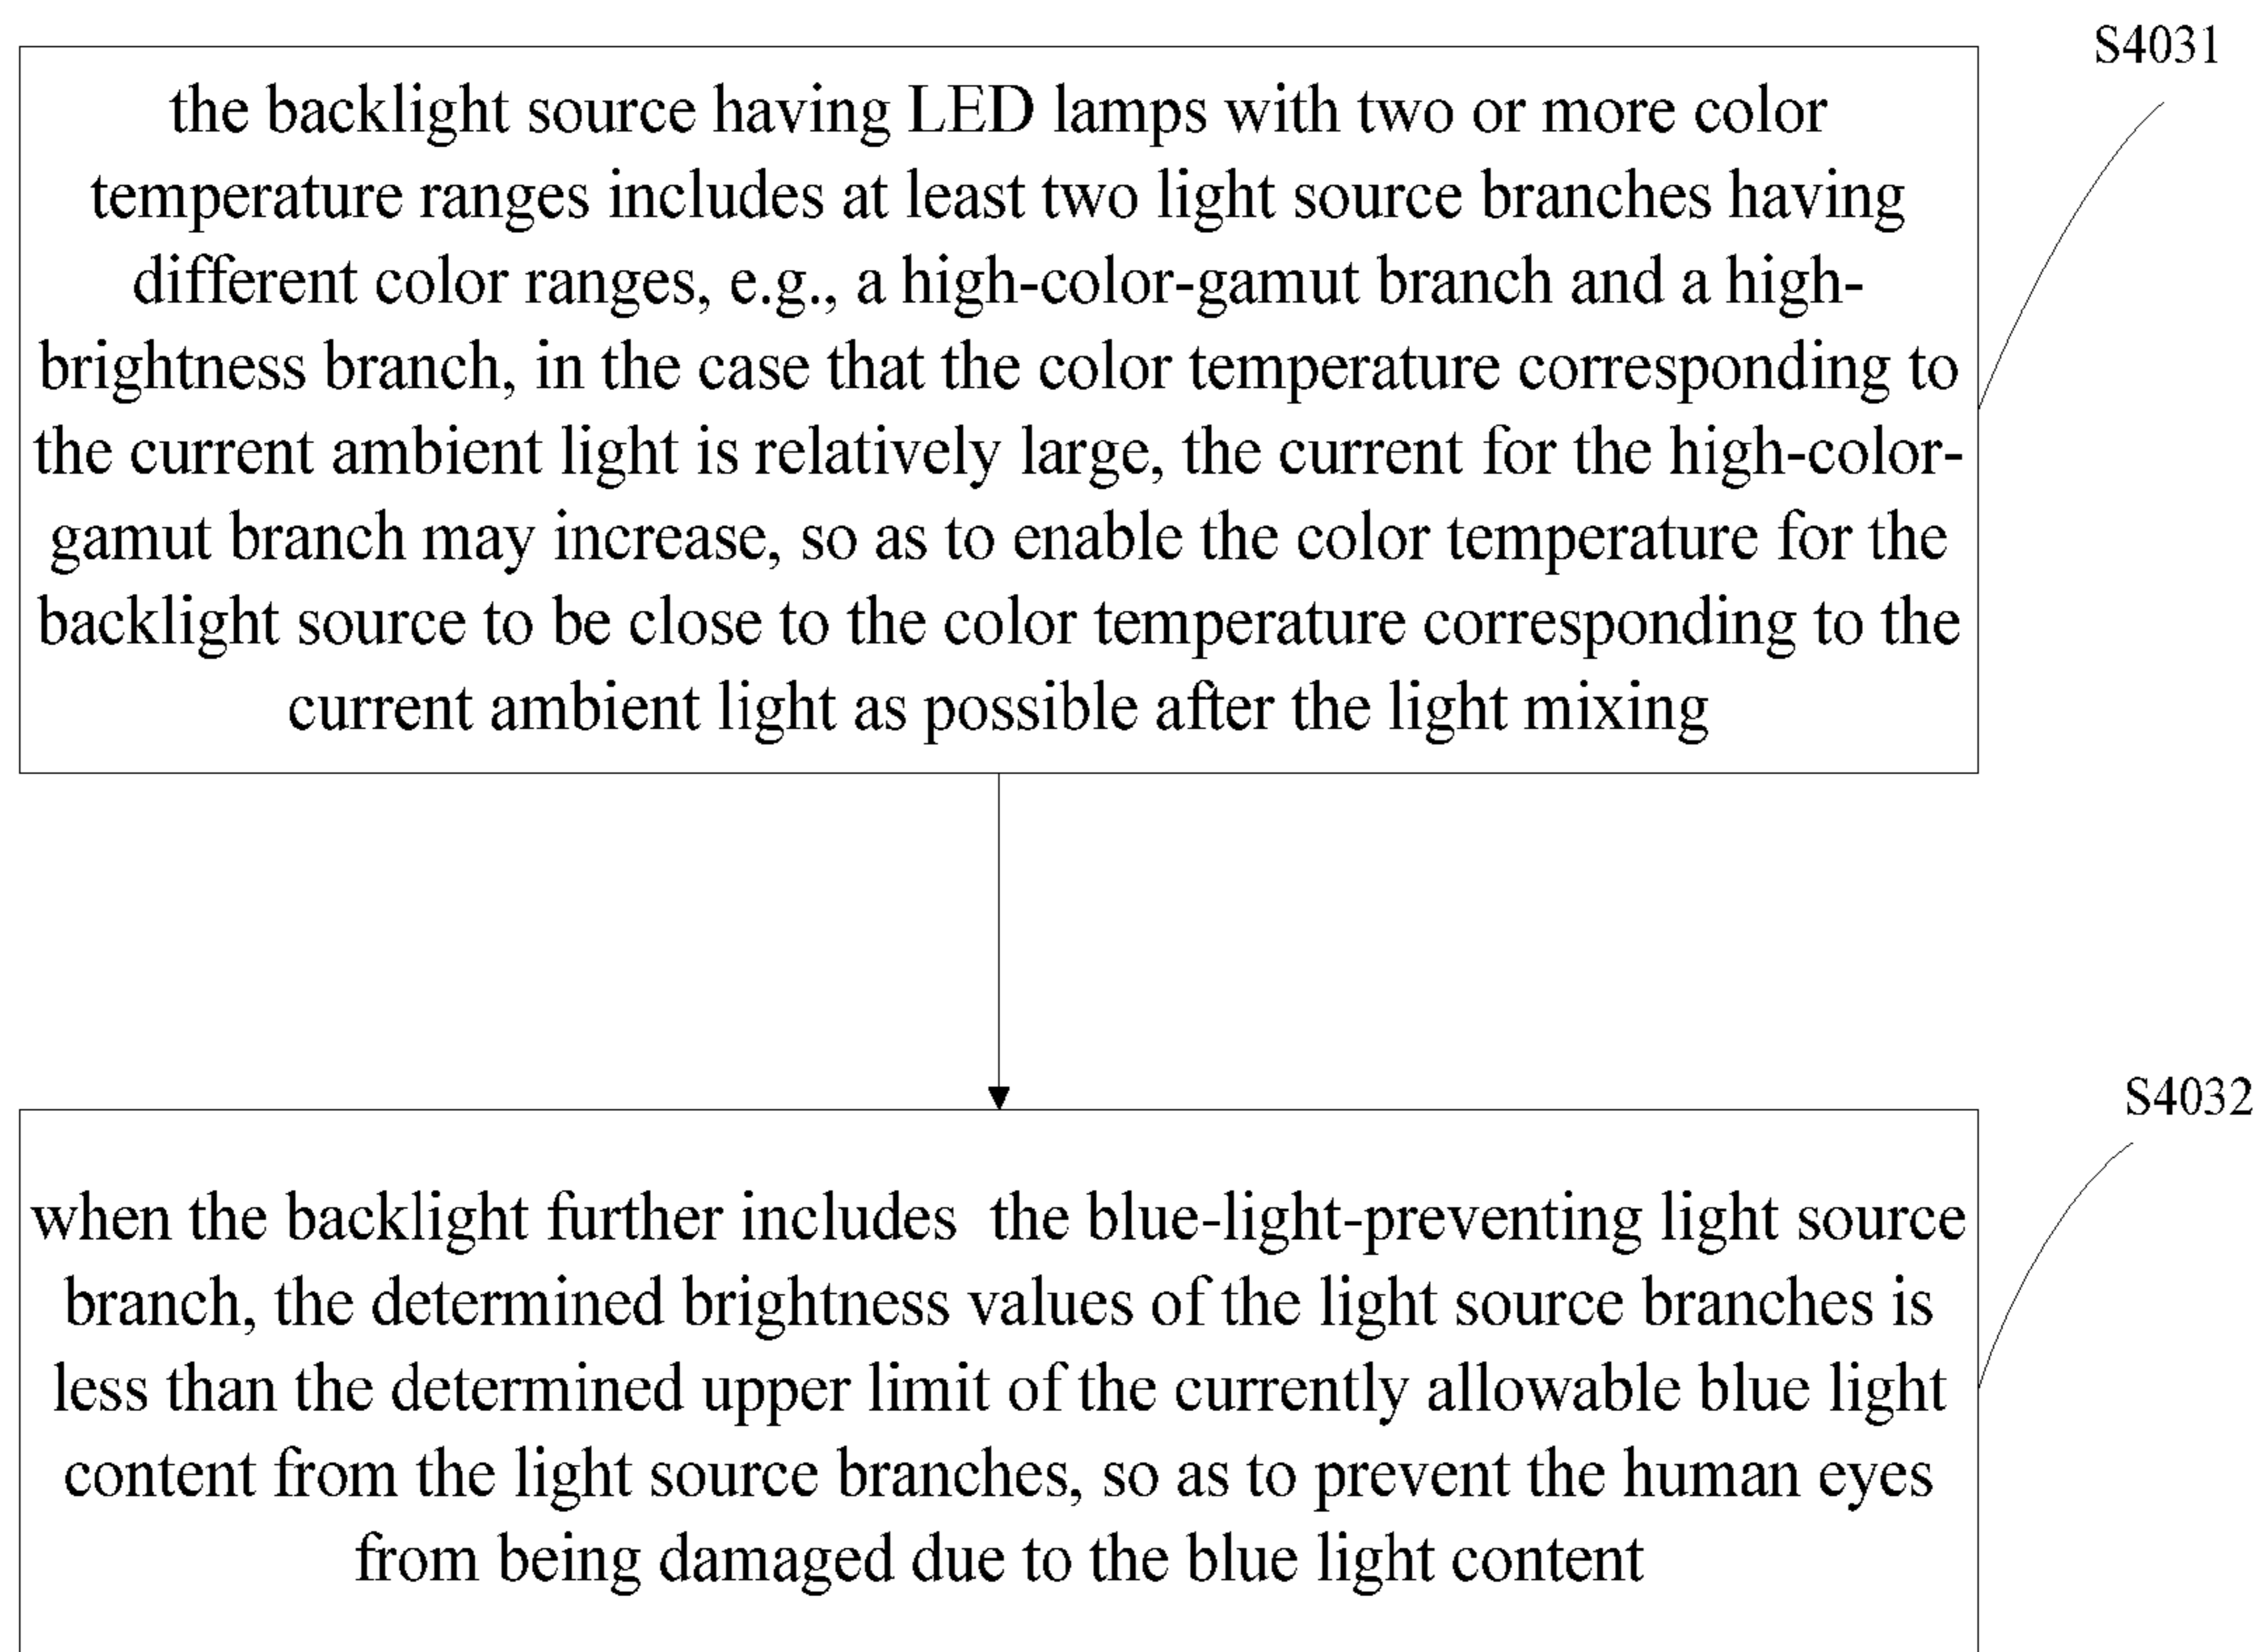 S4031
the backlight source having LED lamps with two or more color
temperature ranges includes at least two light source branches having
different color ranges, e.g., a high-color-gamut branch and a high-
brightness branch, in the case that the color temperature corresponding to
the current ambient light is relatively large, the current for the high-color-
gamut branch may increase, so as to enable the color temperature for the
backlight source to be close to the color temperature corresponding to the
current ambient light as possible after the light mixing
S4032
when the backlight further includes  the blue-light-preventing light source
branch, the determined brightness values of the light source branches is
less than the determined upper limit of the currently allowable blue light
content from the light source branches, so as to prevent the human eyes
from being damaged due to the blue light content